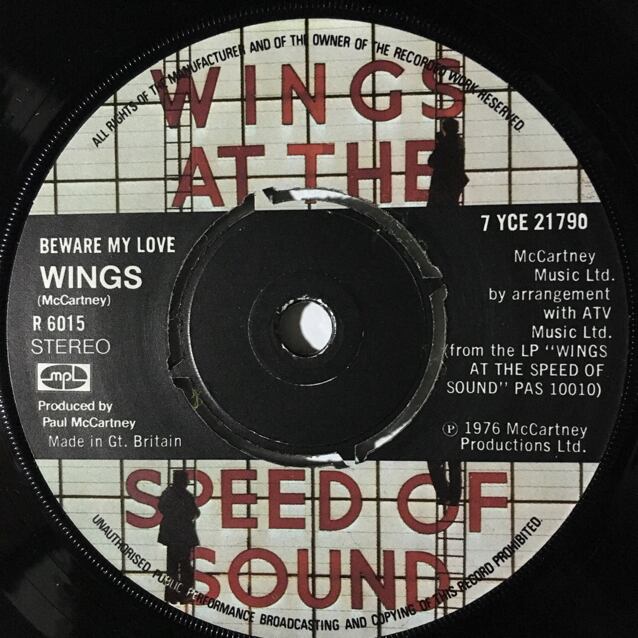 ALL RIGHTS OF THE MANUFACTURER AND OF THE OWNER OF THE RECORDED WORK RESERVED.
WINGS
AT THE
7 YCE 21790
BEWARE MY LOVE
WINGS
(McCartney)
R 6015
STEREO
mpl
Produced by
Paul McCartney
Made in Gt. Britain
McCartney
Music Ltd.
by arrangement
with ATV
Music Ltd.
(from the LP "WINGS
AT THE SPEED OF
SOUND" PAS 10010)
Ⓟ 1976 McCartney
Productions Ltd.
SPEED OF
SOUND
UNAUTHORISED PUBLIC PERFORMANCE BROADCASTING AND COPYING OF THIS RECORD PROHIBITED.